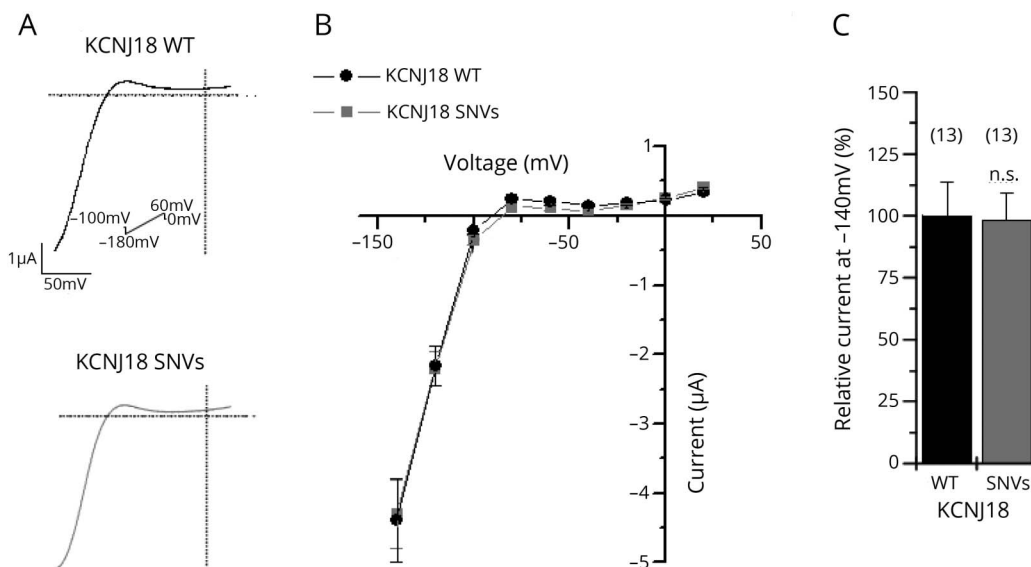 A
KCNJ18 WT
−100mV
−180mV
60mV
0mV
1μA
50mV
KCNJ18 SNVs
B
KCNJ18 WT
KCNJ18 SNVs
Voltage (mV)
1
−150
−50
50
−1
−2
−3
−4
−5
Current (μA)
C
150
125
100
75
50
25
0
Relative current at −140mV (%)
(13)
(13)
n.s.
WT
SNVs
KCNJ18